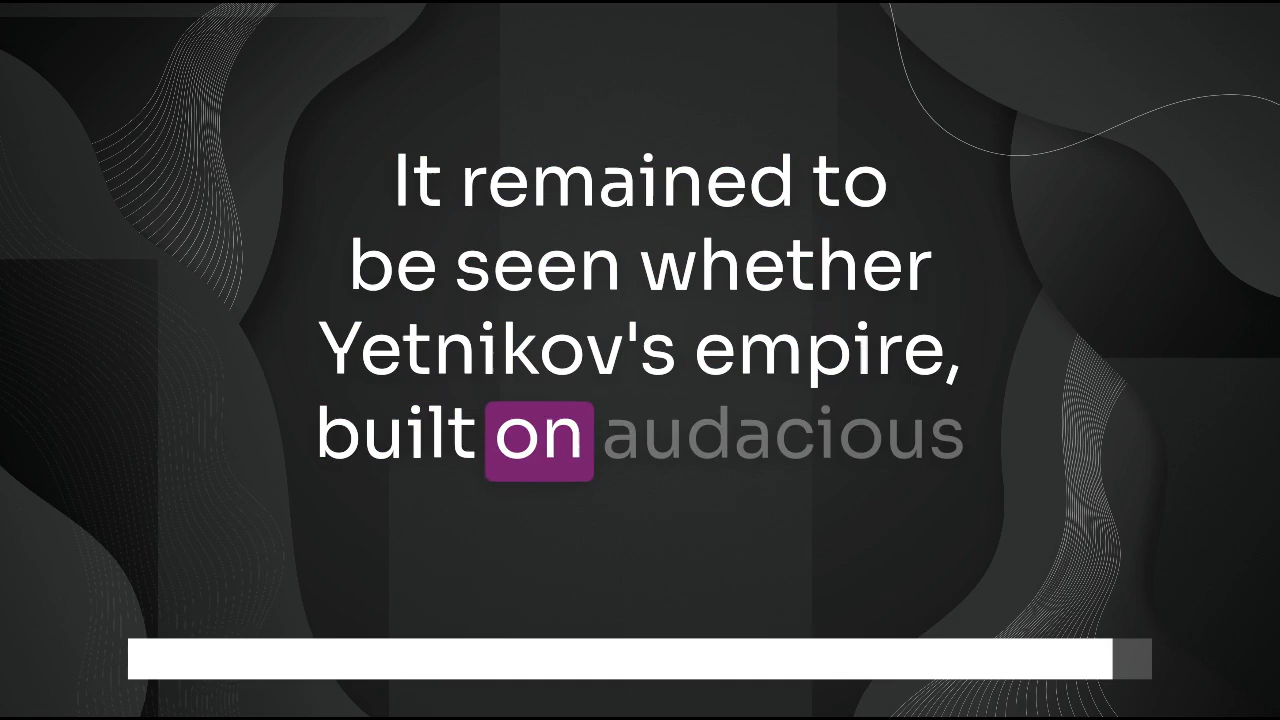 It remained to
be seen whether
Yetnikov's empire,
built on audacious